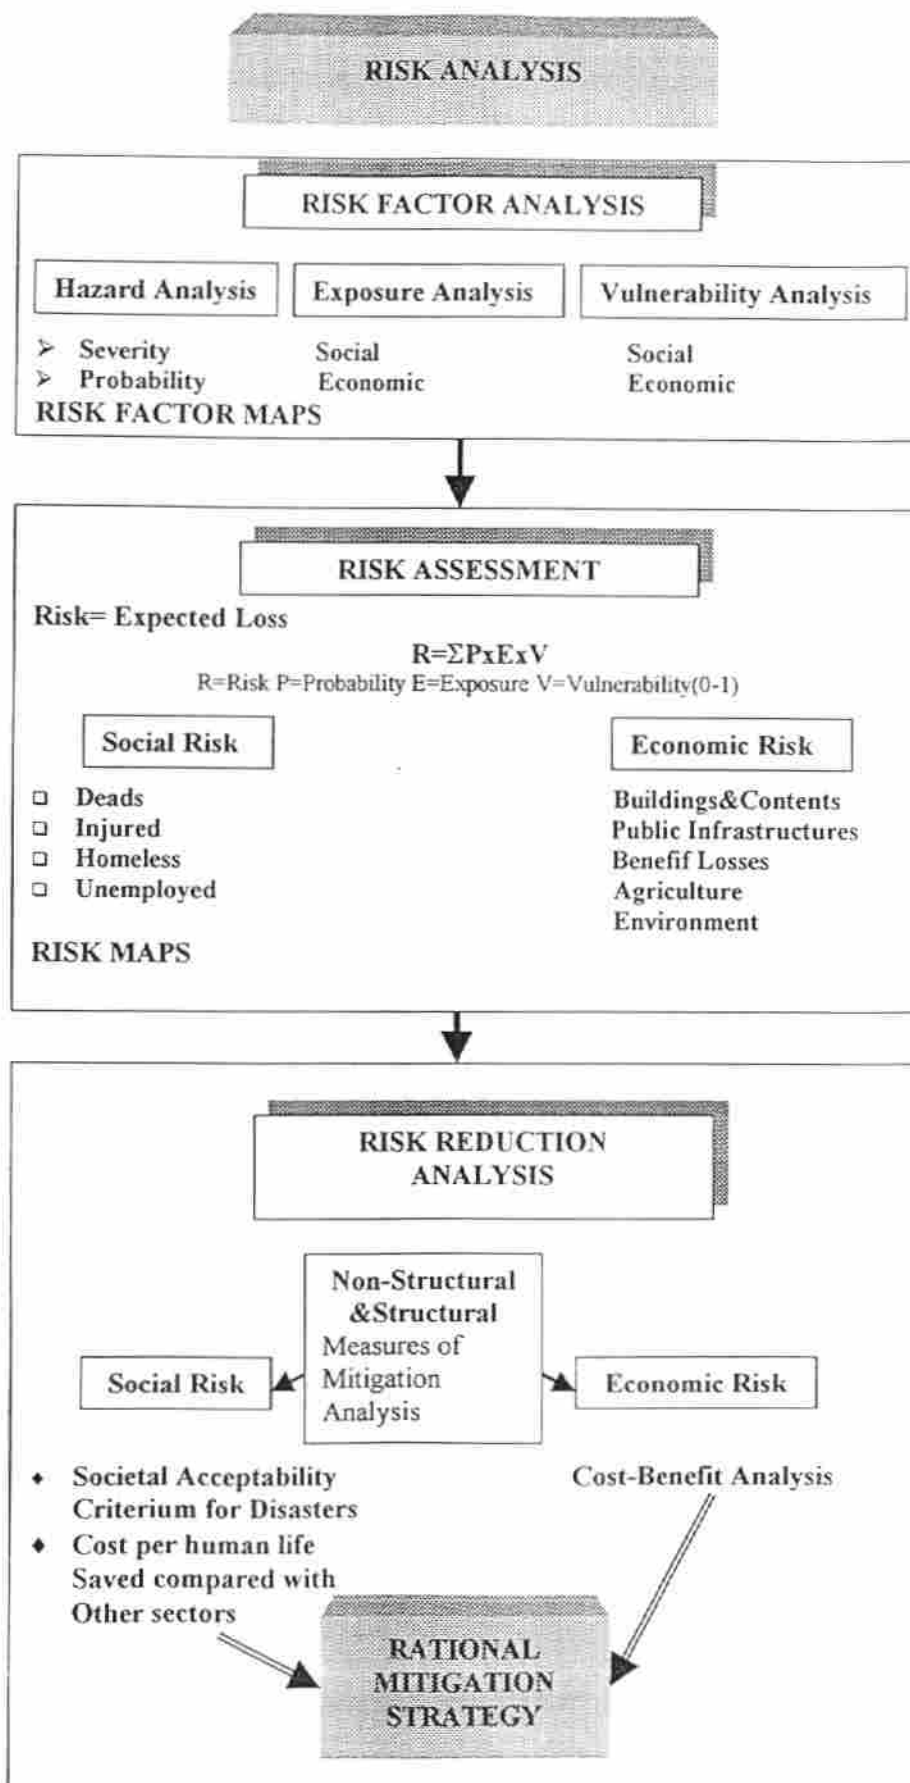 RISK ANALYSIS
RISK FACTOR ANALYSIS
Hazard Analysis
Exposure Analysis
Vulnerability Analysis
➢ Severity
➢ Probability
Social
Economic
Social
Economic
RISK FACTOR MAPS
RISK ASSESSMENT
Risk= Expected Loss
R=ΣPxExV
R=Risk P=Probability E=Exposure V=Vulnerability(0-1)
Social Risk
❑ Deads
❑ Injured
❑ Homeless
❑ Unemployed
Economic Risk
Buildings&Contents
Public Infrastructures
Benefif Losses
Agriculture
Environment
RISK MAPS
RISK REDUCTION
ANALYSIS
Non-Structural
&Structural
Measures of
Mitigation
Analysis
Social Risk
Economic Risk
♦ Societal Acceptability
Criterium for Disasters
♦ Cost per human life
Saved compared with
Other sectors
Cost-Benefit Analysis
RATIONAL
MITIGATION
STRATEGY